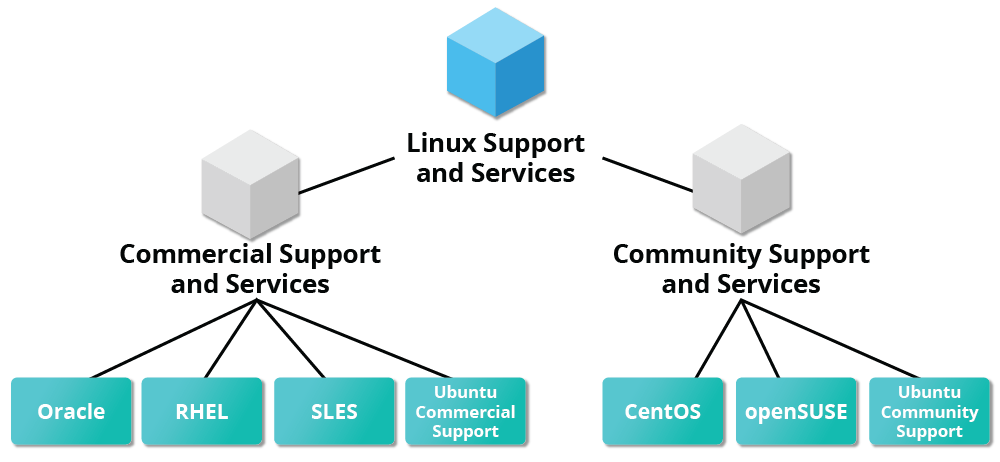 Linux Support
and Services
Commercial Support
and Services
Community Support
and Services
Oracle
RHEL
SLES
Ubuntu
Commercial
Support
CentOS
openSUSE
Ubuntu
Community
Support